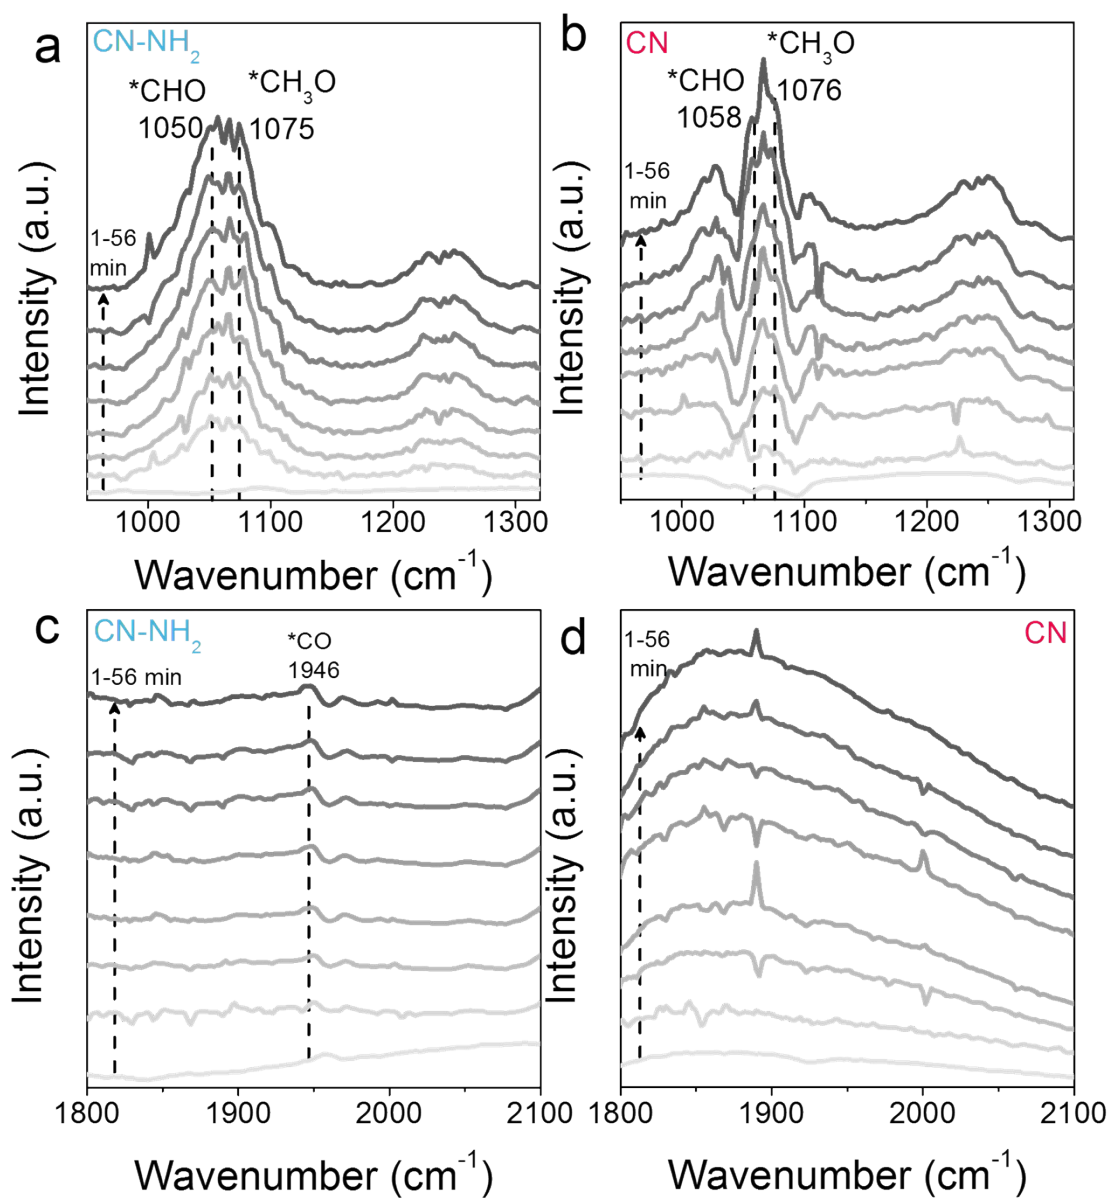 a
CN-NH2
*CHO
1050
*CH3O
1075
1-56
min
Intensity (a.u.)
1000
1100
1200
1300
Wavenumber (cm-1)
b
CN
*CHO
1058
*CH3O
1076
1-56
min
Intensity (a.u.)
1000
1100
1200
1300
Wavenumber (cm-1)
c
CN-NH2
*CO
1946
1-56 min
Intensity (a.u.)
1800
1900
2000
2100
Wavenumber (cm-1)
d
CN
1-56
min
Intensity (a.u.)
1800
1900
2000
2100
Wavenumber (cm-1)